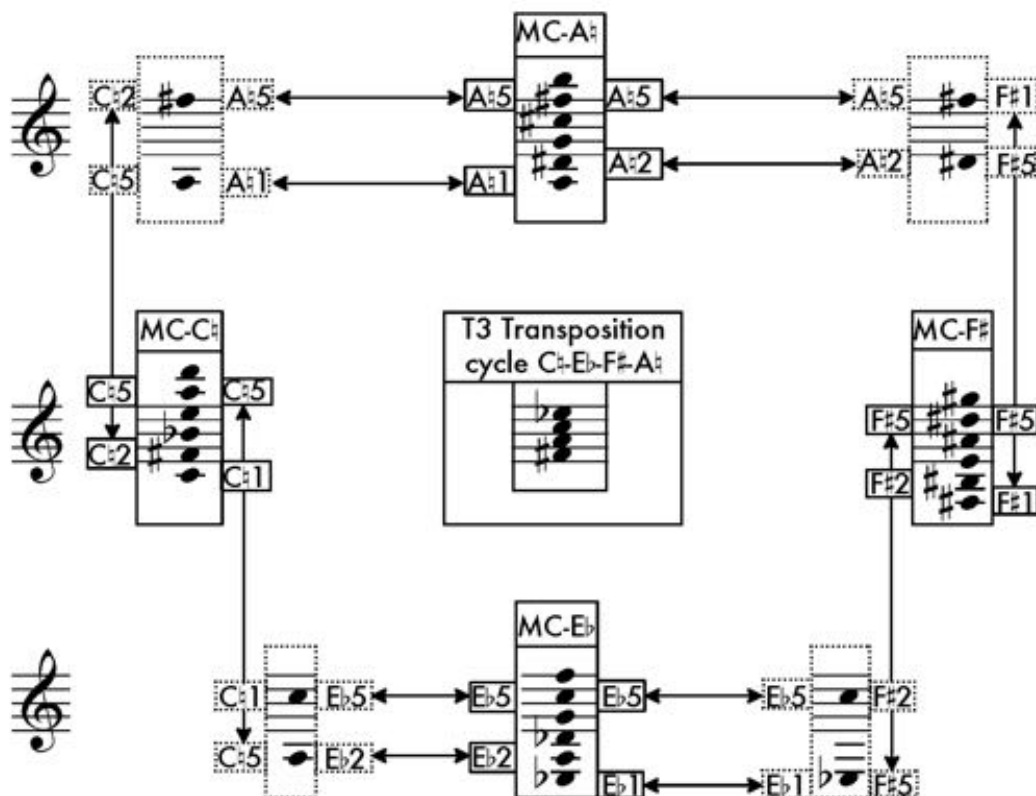 MC-A♮
C♮2 A♮5 A♮5 A♮5 A♮5 F♯1
C♮5 A♮1 A♮1 A♮2 A♮2 F♯5
MC-C♮
T3 Transposition
cycle C♮-E♭-F♯-A♮
MC-F♯
C♮5 C♮5 F♯5 F♯5
C♮2 C♮1 F♯2 F♯1
MC-E♭
C♮1 E♭5 E♭5 E♭5 E♭5 F♯2
C♮5 E♭2 E♭2 E♭1 E♭1 F♯5